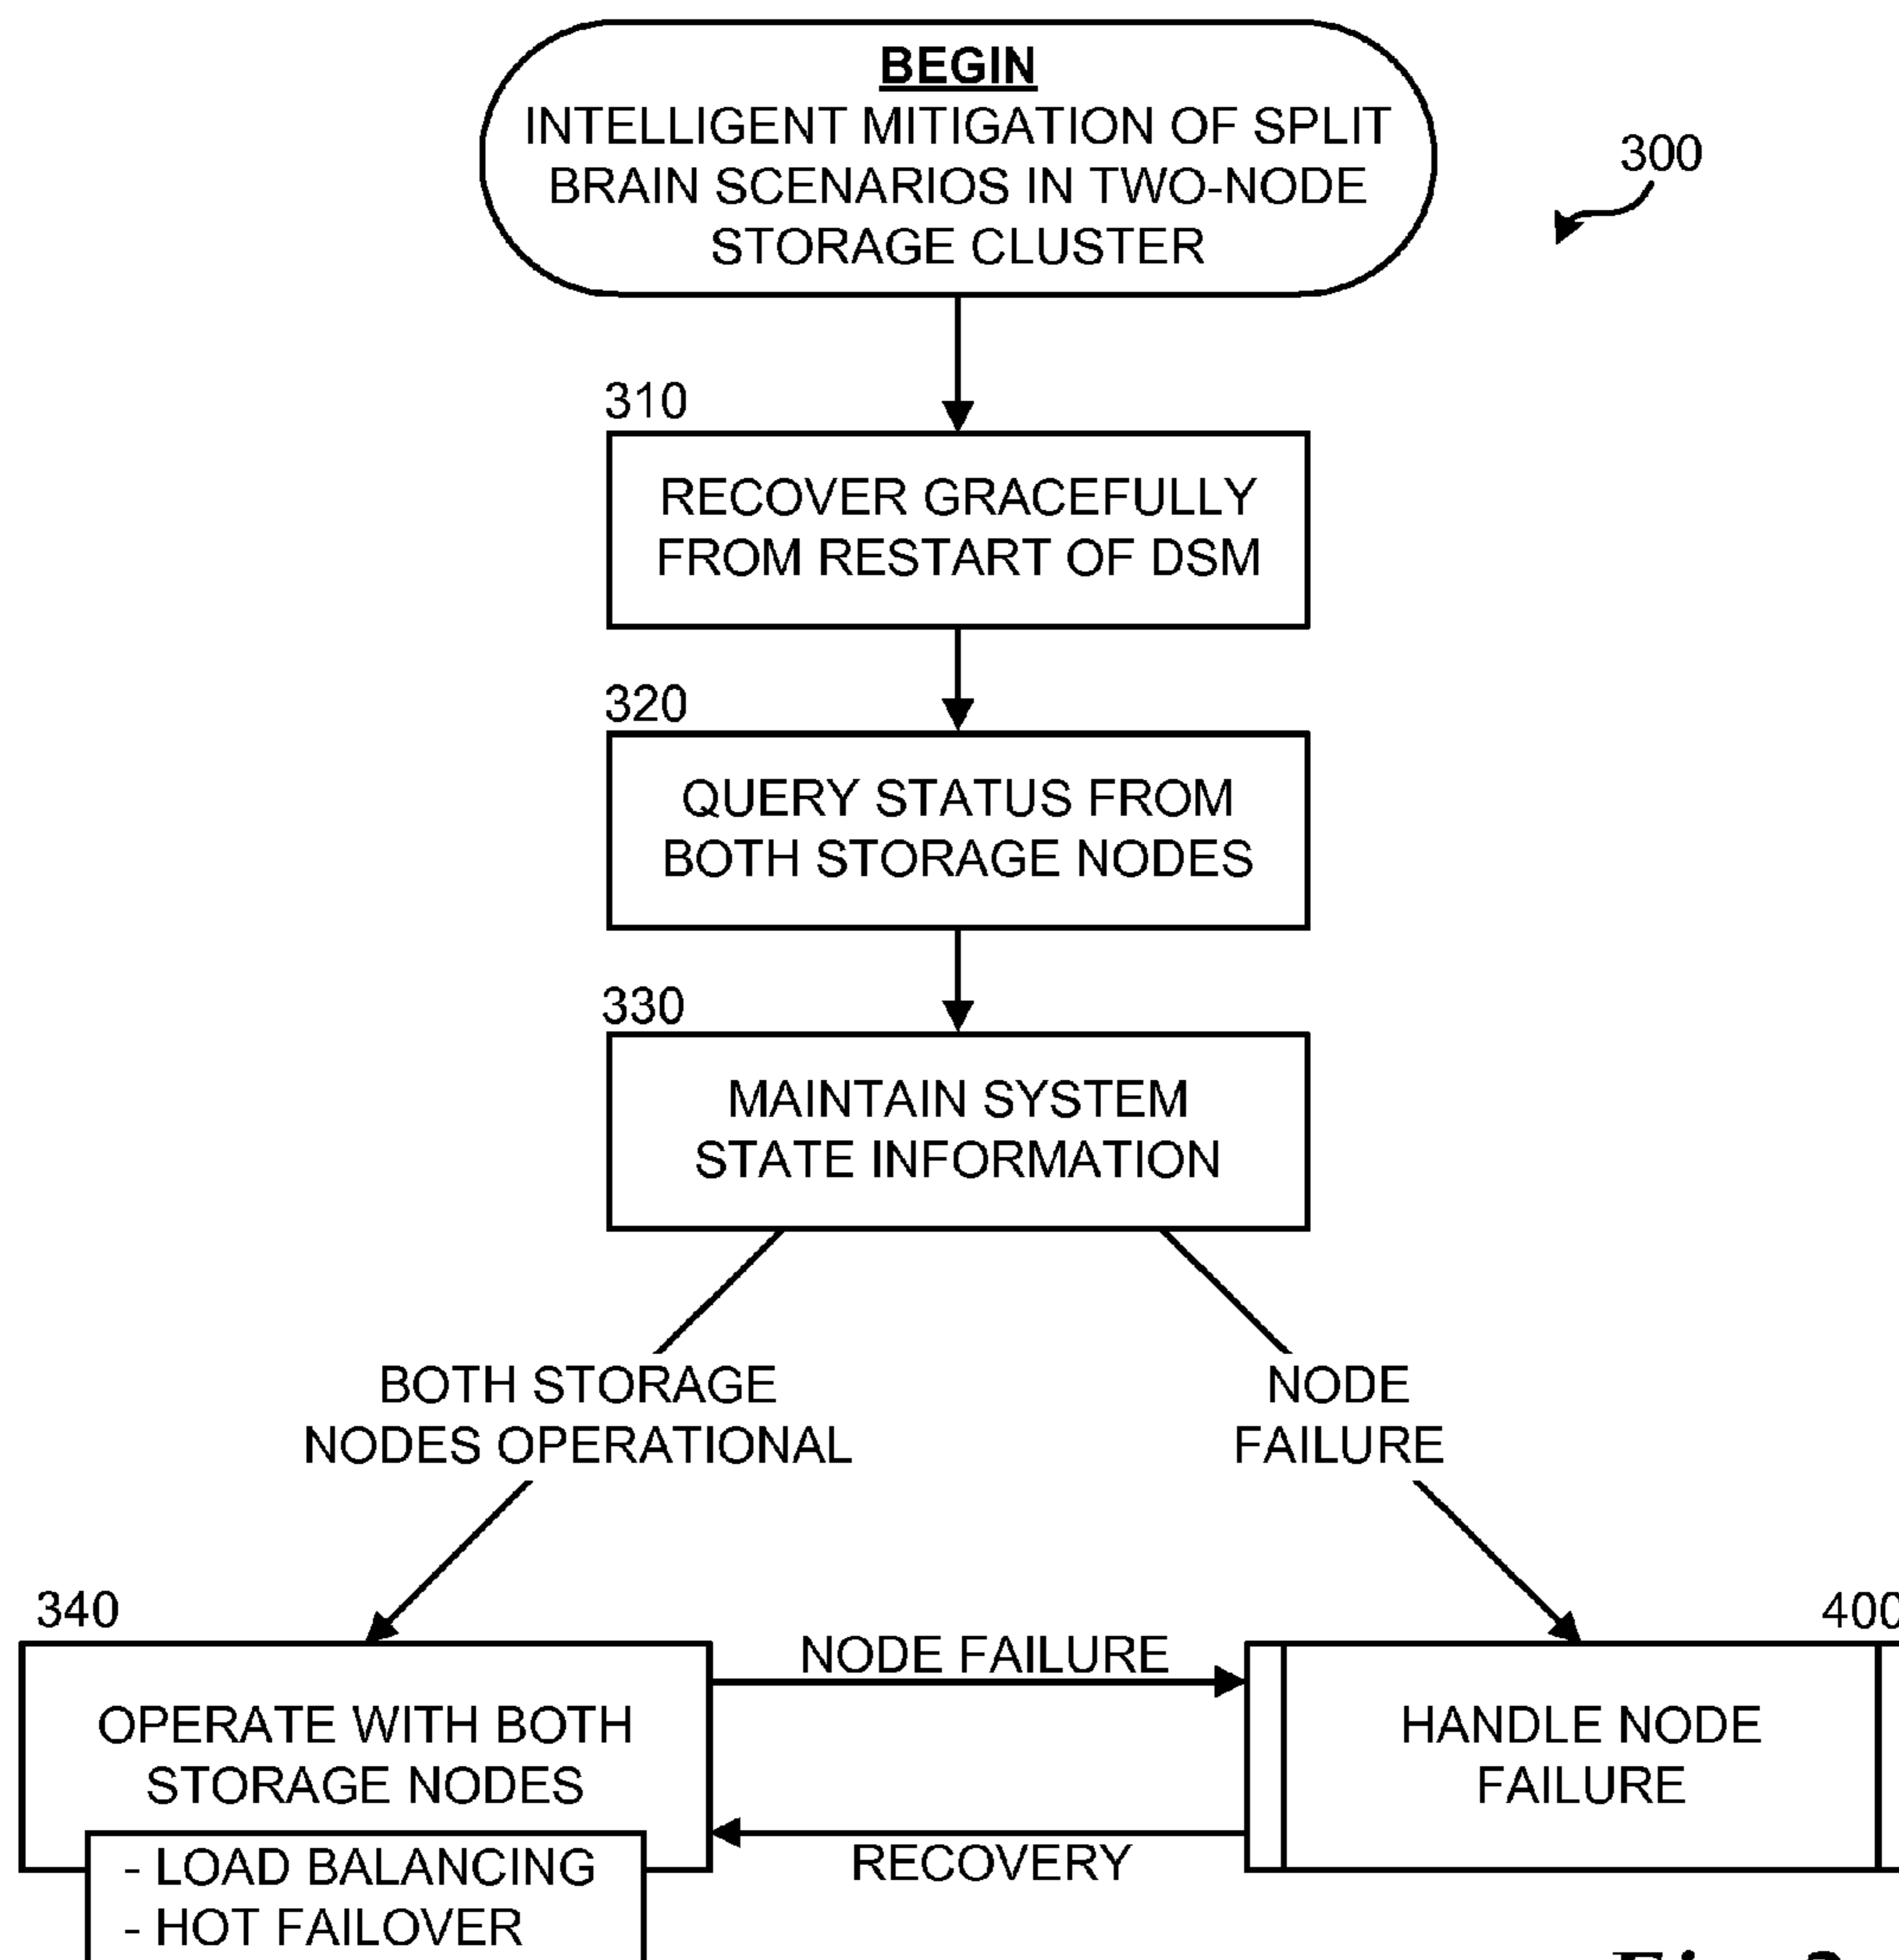 BEGIN
INTELLIGENT MITIGATION OF SPLIT
BRAIN SCENARIOS IN TWO-NODE
STORAGE CLUSTER
300
310
RECOVER GRACEFULLY
FROM RESTART OF DSM
320
QUERY STATUS FROM
BOTH STORAGE NODES
330
MAINTAIN SYSTEM
STATE INFORMATION
BOTH STORAGE
NODES OPERATIONAL
NODE
FAILURE
340
OPERATE WITH BOTH
STORAGE NODES
- LOAD BALANCING
- HOT FAILOVER
NODE FAILURE
RECOVERY
400
HANDLE NODE
FAILURE